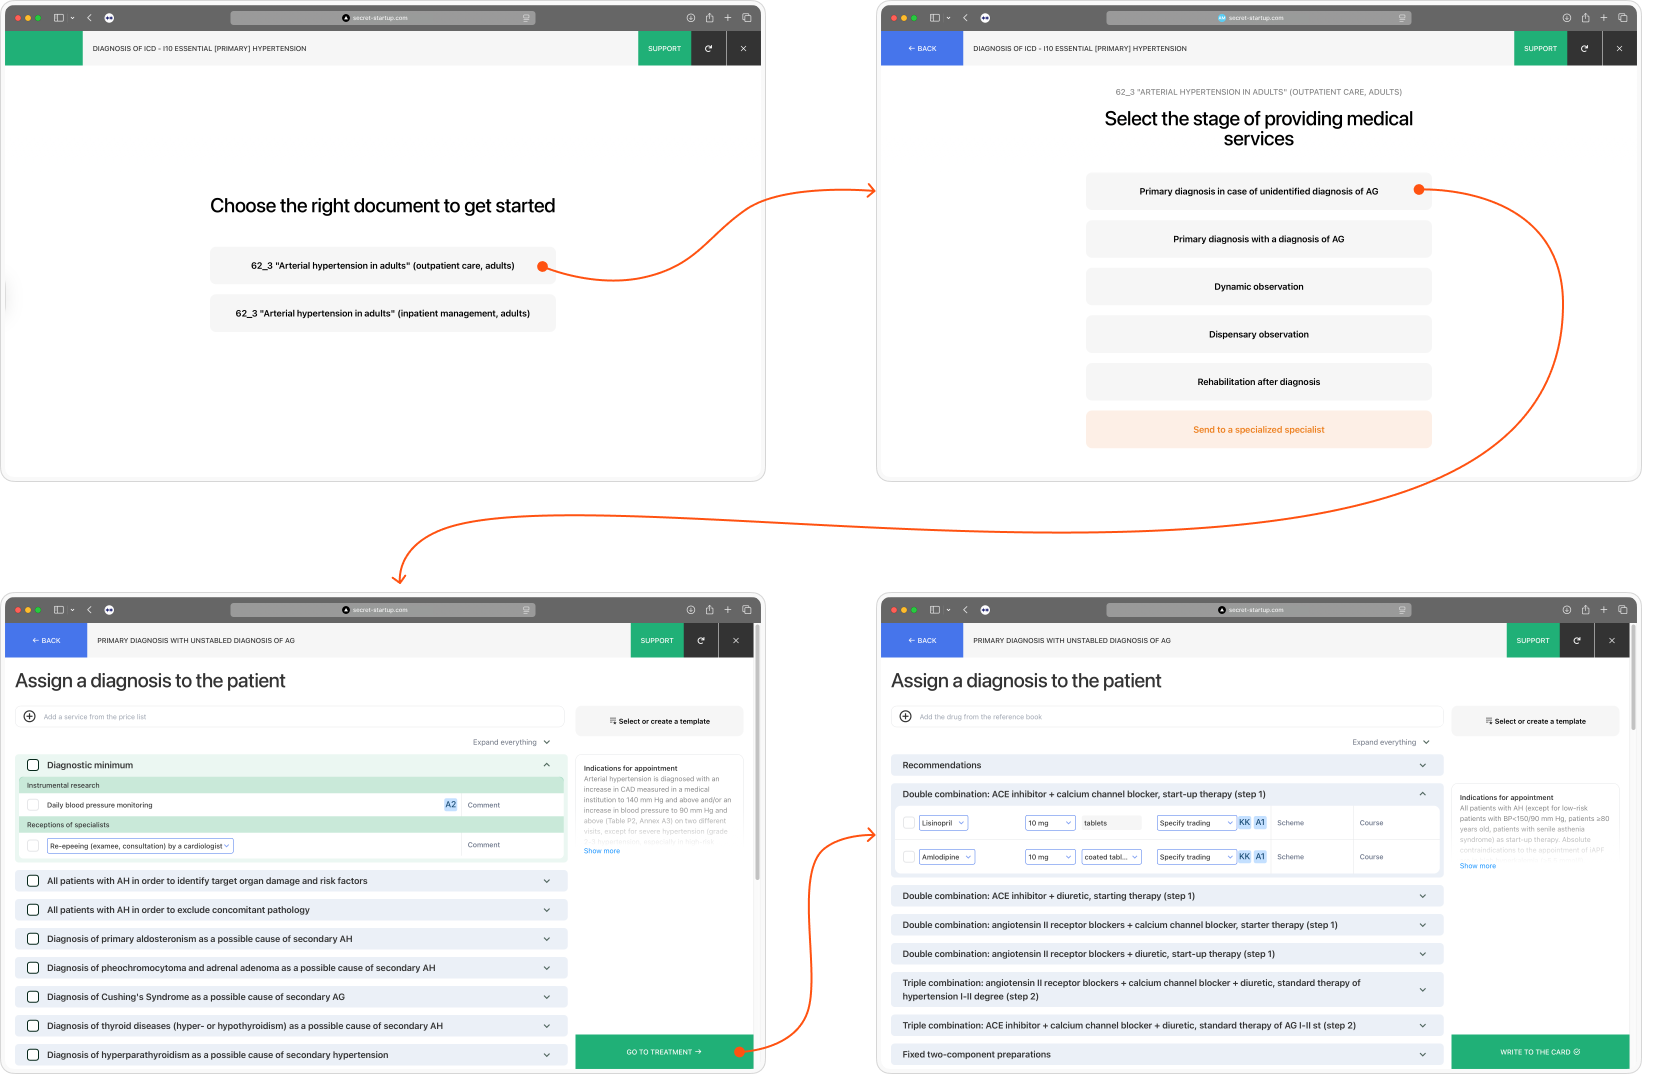 secrot-startup.com
DIAGNOSIS OF ICD - I10 ESSENTIAL [PRIMARY] HYPERTENSION
SUPPORT
Choose the right document to get started
62_3 "Arterial hypertension in adults" (outpatient care, adults)
62_3 "Arterial hypertension in adults" (inpatient management, adults)
secrot-startup.com
← BACK
DIAGNOSIS OF ICD - I10 ESSENTIAL [PRIMARY] HYPERTENSION
SUPPORT
62_3 "ARTERIAL HYPERTENSION IN ADULTS" (OUTPATIENT CARE, ADULTS)
Select the stage of providing medical
services
Primary diagnosis in case of unidentified diagnosis of AG
Primary diagnosis with a diagnosis of AG
Dynamic observation
Dispensary observation
Rehabilitation after diagnosis
Send to a specialized specialist
secrot-startup.com
← BACK
PRIMARY DIAGNOSIS WITH UNSTABLED DIAGNOSIS OF AG
SUPPORT
Assign a diagnosis to the patient
Add a service from the price list
Select or create a template
Expand everything
Diagnostic minimum
Instrumental research
Daily blood pressure monitoring
A2
Comment
Receptions of specialists
Re-epeeing (examee, consultation) by a cardiologist
Comment
All patients with AH in order to identify target organ damage and risk factors
All patients with AH in order to exclude concomitant pathology
Diagnosis of primary aldosteronism as a possible cause of secondary AH
Diagnosis of pheochromocytoma and adrenal adenoma as a possible cause of secondary AH
Diagnosis of Cushing's Syndrome as a possible cause of secondary AG
Diagnosis of thyroid diseases (hyper- or hypothyroidism) as a possible cause of secondary AH
Diagnosis of hyperparathyroidism as a possible cause of secondary hypertension
Indications for appointment
Arterial hypertension is diagnosed with an
increase in CAD measured in a medical
institution to 140 mm Hg and above and/or an
increase in blood pressure to 90 mm Hg and
above (Table P2, Annex A3) on two different
visits, except for severe hypertension (grade
Show more
GO TO TREATMENT →
secrot-startup.com
← BACK
PRIMARY DIAGNOSIS WITH UNSTABLED DIAGNOSIS OF AG
SUPPORT
Assign a diagnosis to the patient
Add the drug from the reference book
Select or create a template
Expand everything
Recommendations
Double combination: ACE inhibitor + calcium channel blocker, start-up therapy (step 1)
Lisinopril
10 mg
tablets
Specify trading
KK
A1
Scheme
Course
Amlodipine
10 mg
coated tabl...
Specify trading
KK
A1
Scheme
Course
Double combination: ACE inhibitor + diuretic, starting therapy (step 1)
Double combination: angiotensin II receptor blockers + calcium channel blocker, starter therapy (step 1)
Double combination: angiotensin II receptor blockers + diuretic, start-up therapy (step 1)
Triple combination: angiotensin II receptor blockers + calcium channel blocker + diuretic, standard therapy of
hypertension I-II degree (step 2)
Triple combination: ACE inhibitor + calcium channel blocker + diuretic, standard therapy of AG I-II st (step 2)
Fixed two-component preparations
Indications for appointment
All patients with AH (except for low-risk
patients with BP<150/90 mm Hg, patients ≥80
years old, patients with senile asthenia
syndrome) as start-up therapy. Absolute
contraindications to the appointment of iAPF
Show more
WRITE TO THE CARD